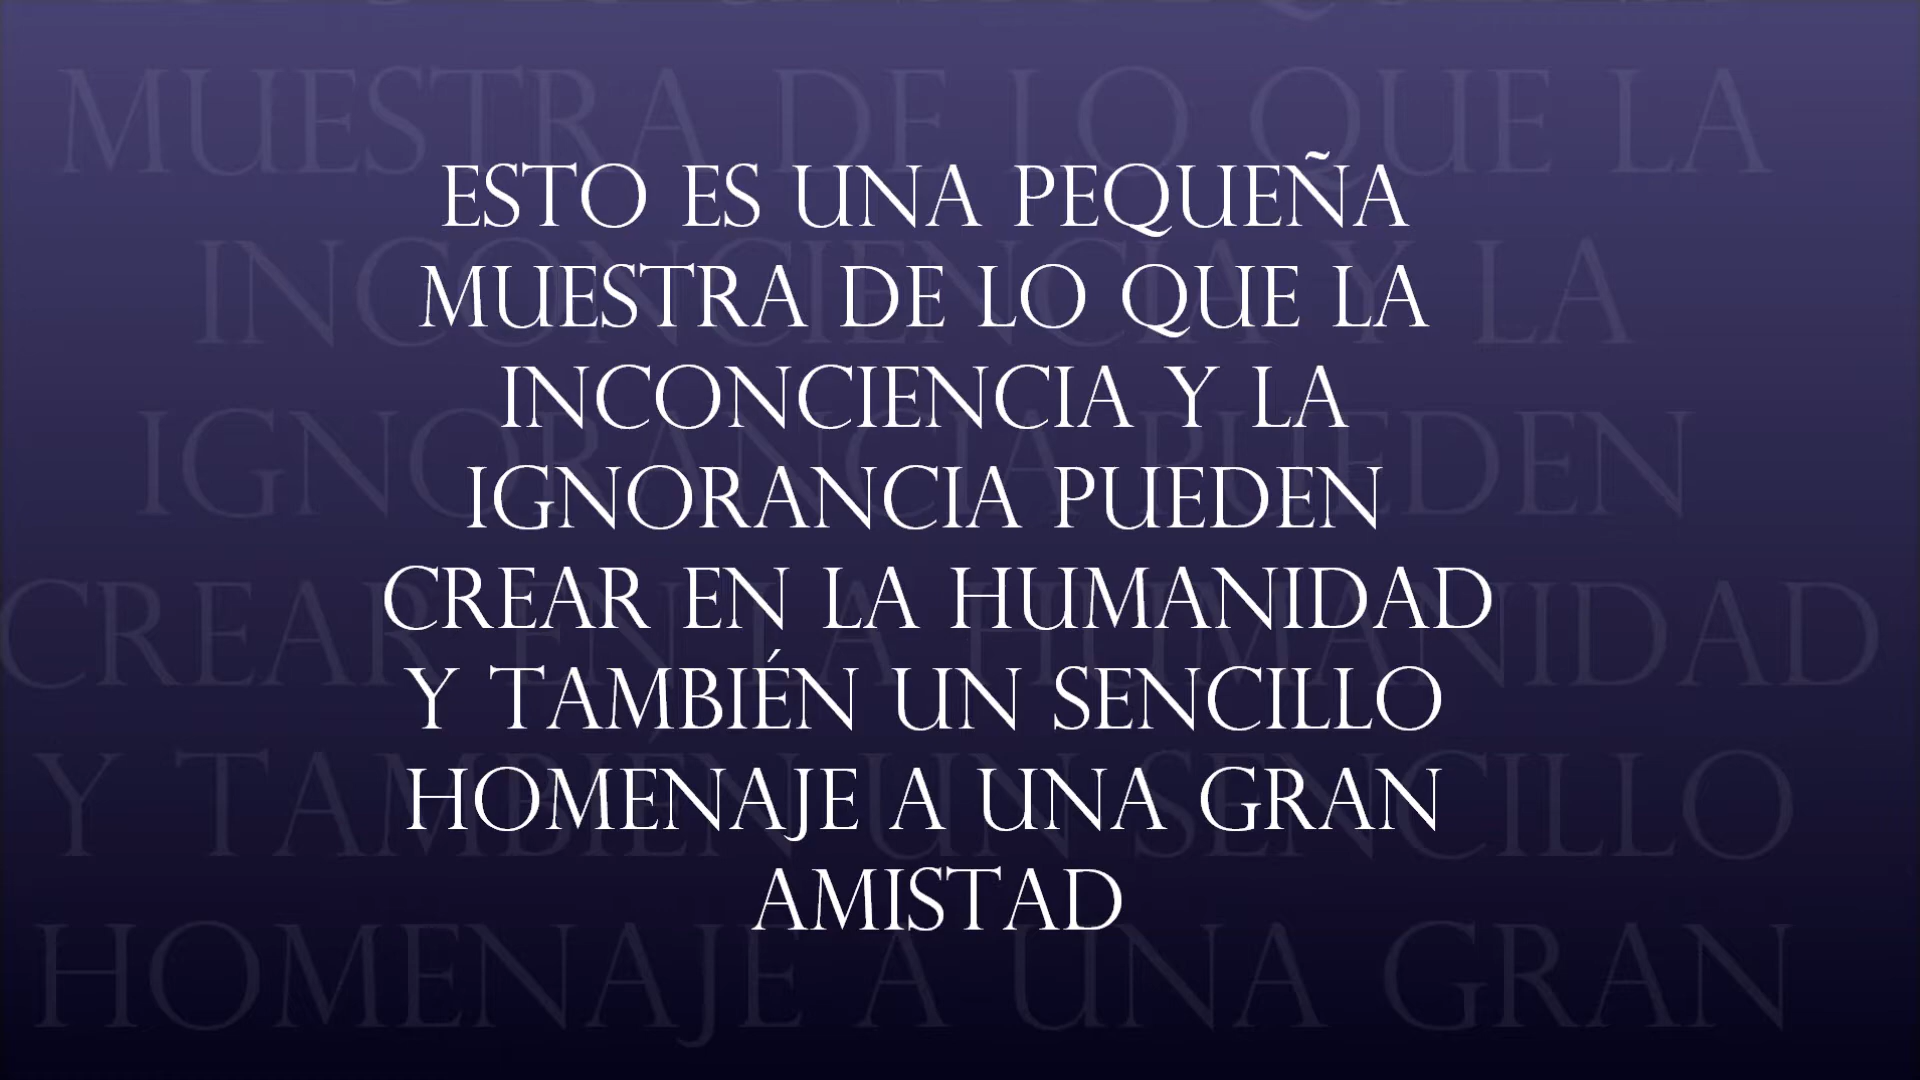 ESTO ES UNA PEQUEÑA
MUESTRA DE LO QUE LA
INCONCIENCIA Y LA
IGNORANCIA PUEDEN
CREAR EN LA HUMANIDAD
Y TAMBIÉN UN SENCILLO
HOMENAJE A UNA GRAN
AMISTAD